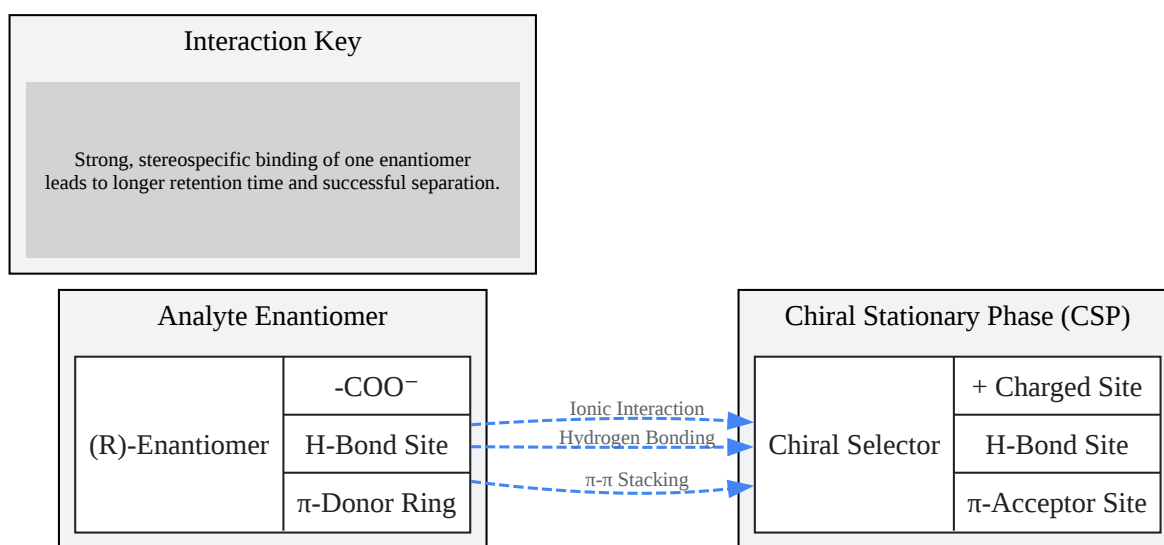 Interaction Key
Strong, stereospecific binding of one enantiomer
leads to longer retention time and successful separation.
Analyte Enantiomer
(R)-Enantiomer
-COO⁻
H-Bond Site
π-Donor Ring
Ionic Interaction
Hydrogen Bonding
π-π Stacking
Chiral Stationary Phase (CSP)
Chiral Selector
+ Charged Site
H-Bond Site
π-Acceptor Site